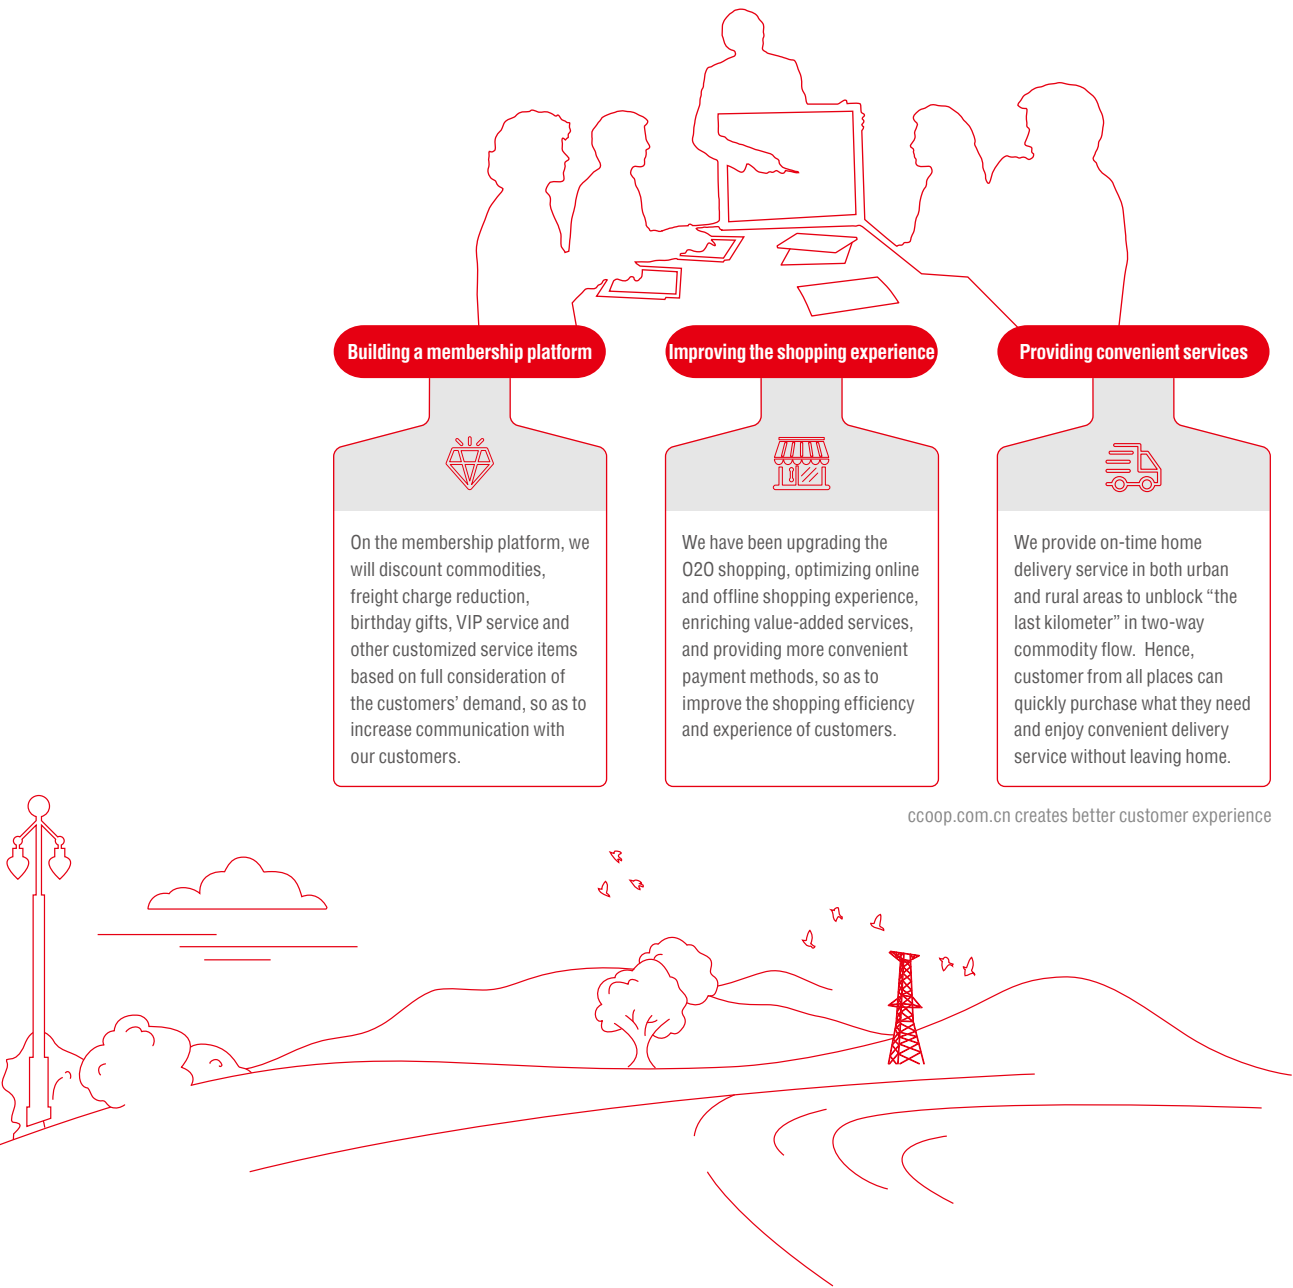 Building a membership platform
On the membership platform, we
will discount commodities,
freight charge reduction,
birthday gifts, VIP service and
other customized service items
based on full consideration of
the customers’ demand, so as to
increase communication with
our customers.
Improving the shopping experience
We have been upgrading the
O2O shopping, optimizing online
and offline shopping experience,
enriching value-added services,
and providing more convenient
payment methods, so as to
improve the shopping efficiency
and experience of customers.
Providing convenient services
We provide on-time home
delivery service in both urban
and rural areas to unblock “the
last kilometer” in two-way
commodity flow.  Hence,
customer from all places can
quickly purchase what they need
and enjoy convenient delivery
service without leaving home.
ccoop.com.cn creates better customer experience